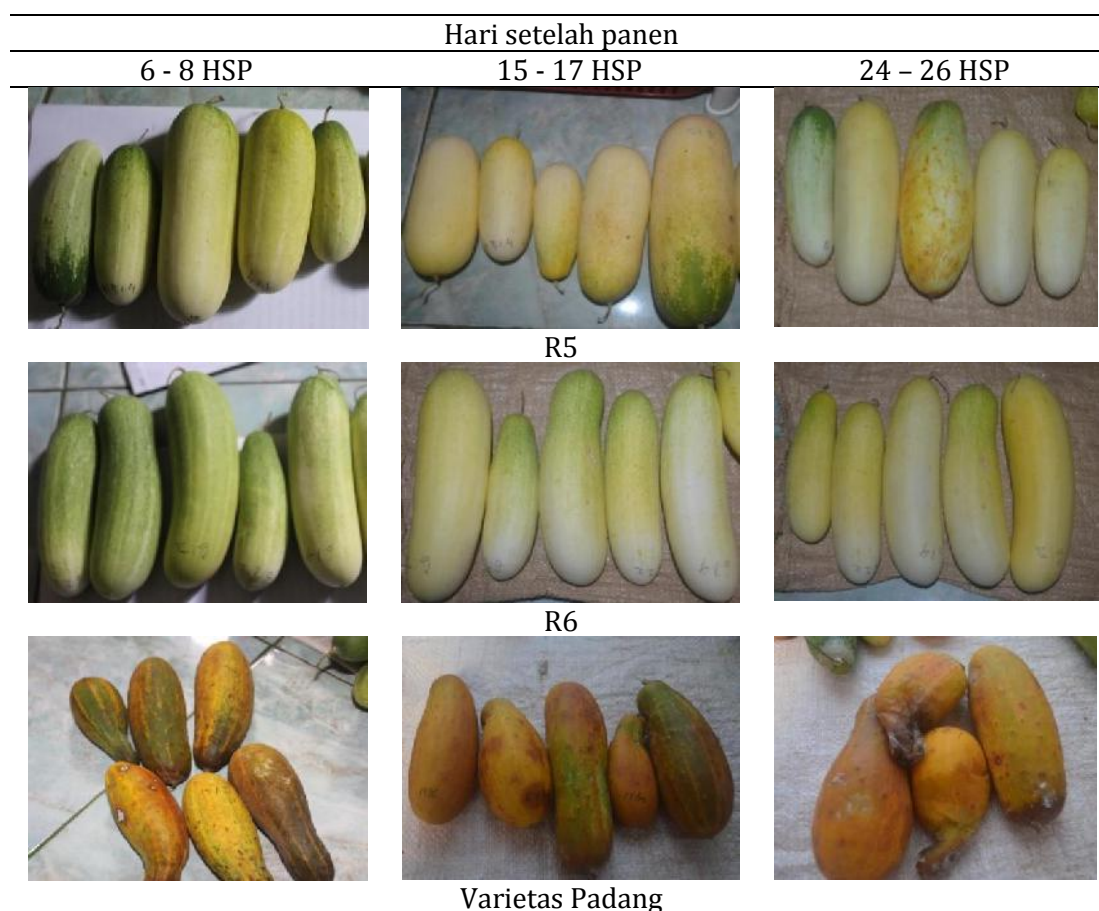 Hari setelah panen
6 - 8 HSP 15 - 17 HSP 24 – 26 HSP
R5
R6
Varietas Padang